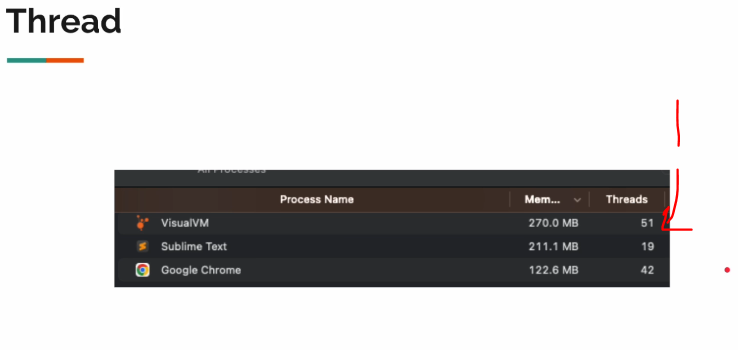 Thread
All Processes
Process Name Mem... Threads
VisualVM 270.0 MB 51
Sublime Text 211.1 MB 19
Google Chrome 122.6 MB 42